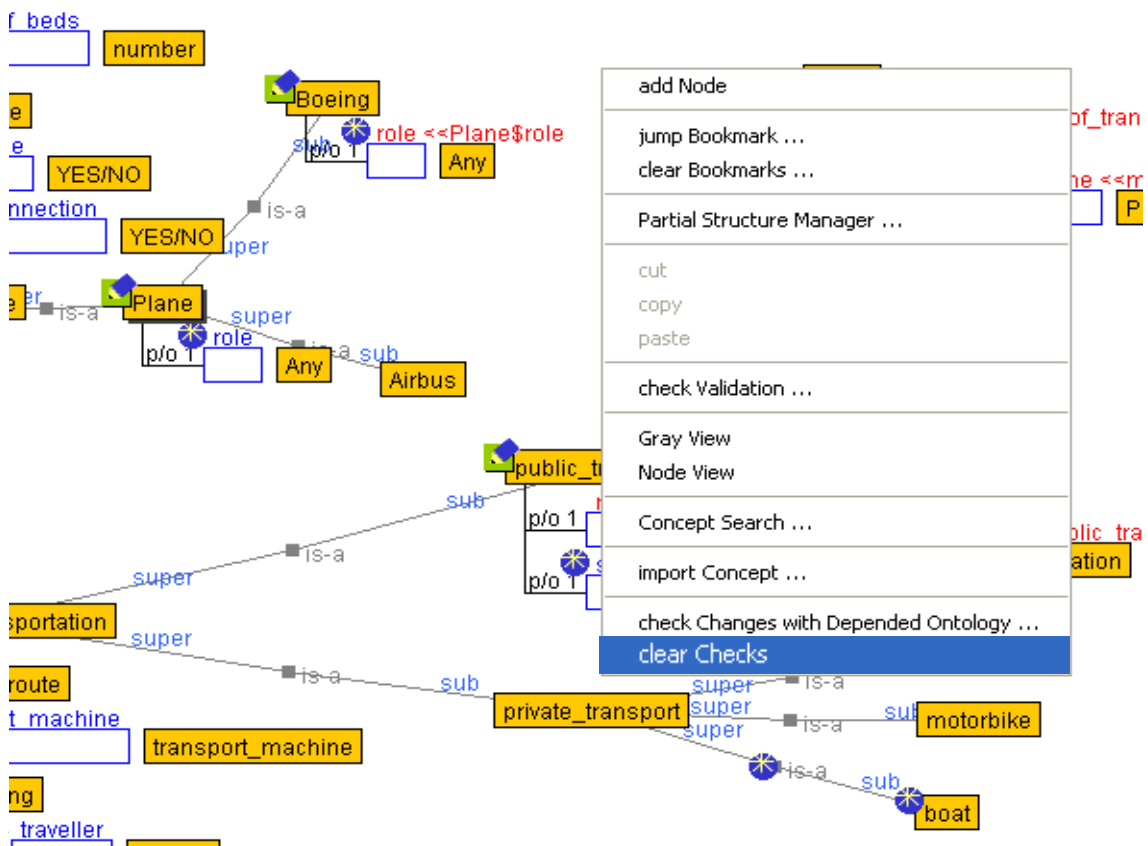 f beds
number
Boeing
role <<Plane$role
sub
p/o 1
Any
YES/NO
nnection
YES/NO
is-a
super
is-a
Plane
super
role
p/o 1
Any
sub
Airbus
add Node
jump Bookmark ...
clear Bookmarks ...
Partial Structure Manager ...
cut
copy
paste
check Validation ...
Gray View
Node View
Concept Search ...
import Concept ...
check Changes with Depended Ontology ...
clear Checks
of_tran
ne <<m
P
public_t
sub
p/o 1
is-a
p/o 1
super
blic_tra
ation
sportation
super
is-a
sub
route
t_machine
transport_machine
private_transport
super
is-a
super
is-a
sub
motorbike
super
is-a
sub
boat
ng
traveller